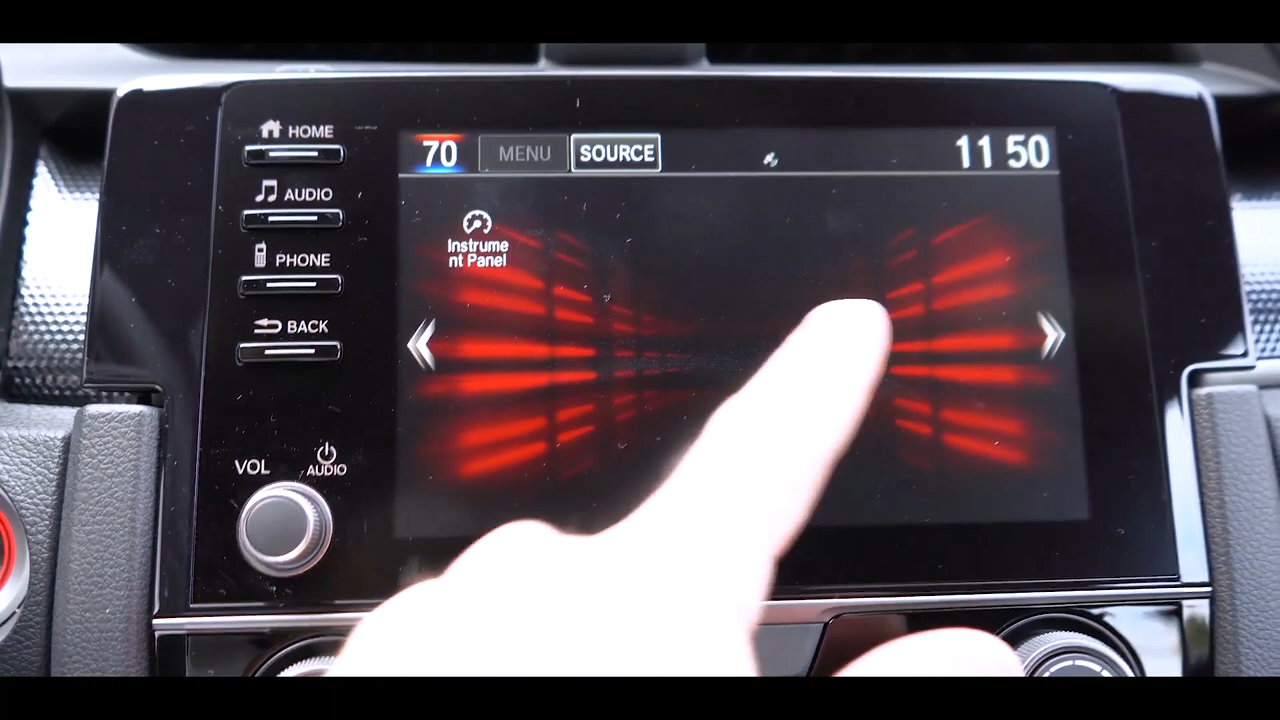 HOME
AUDIO
PHONE
BACK
VOL
AUDIO
70
MENU
SOURCE
11 50
Instrume
nt Panel